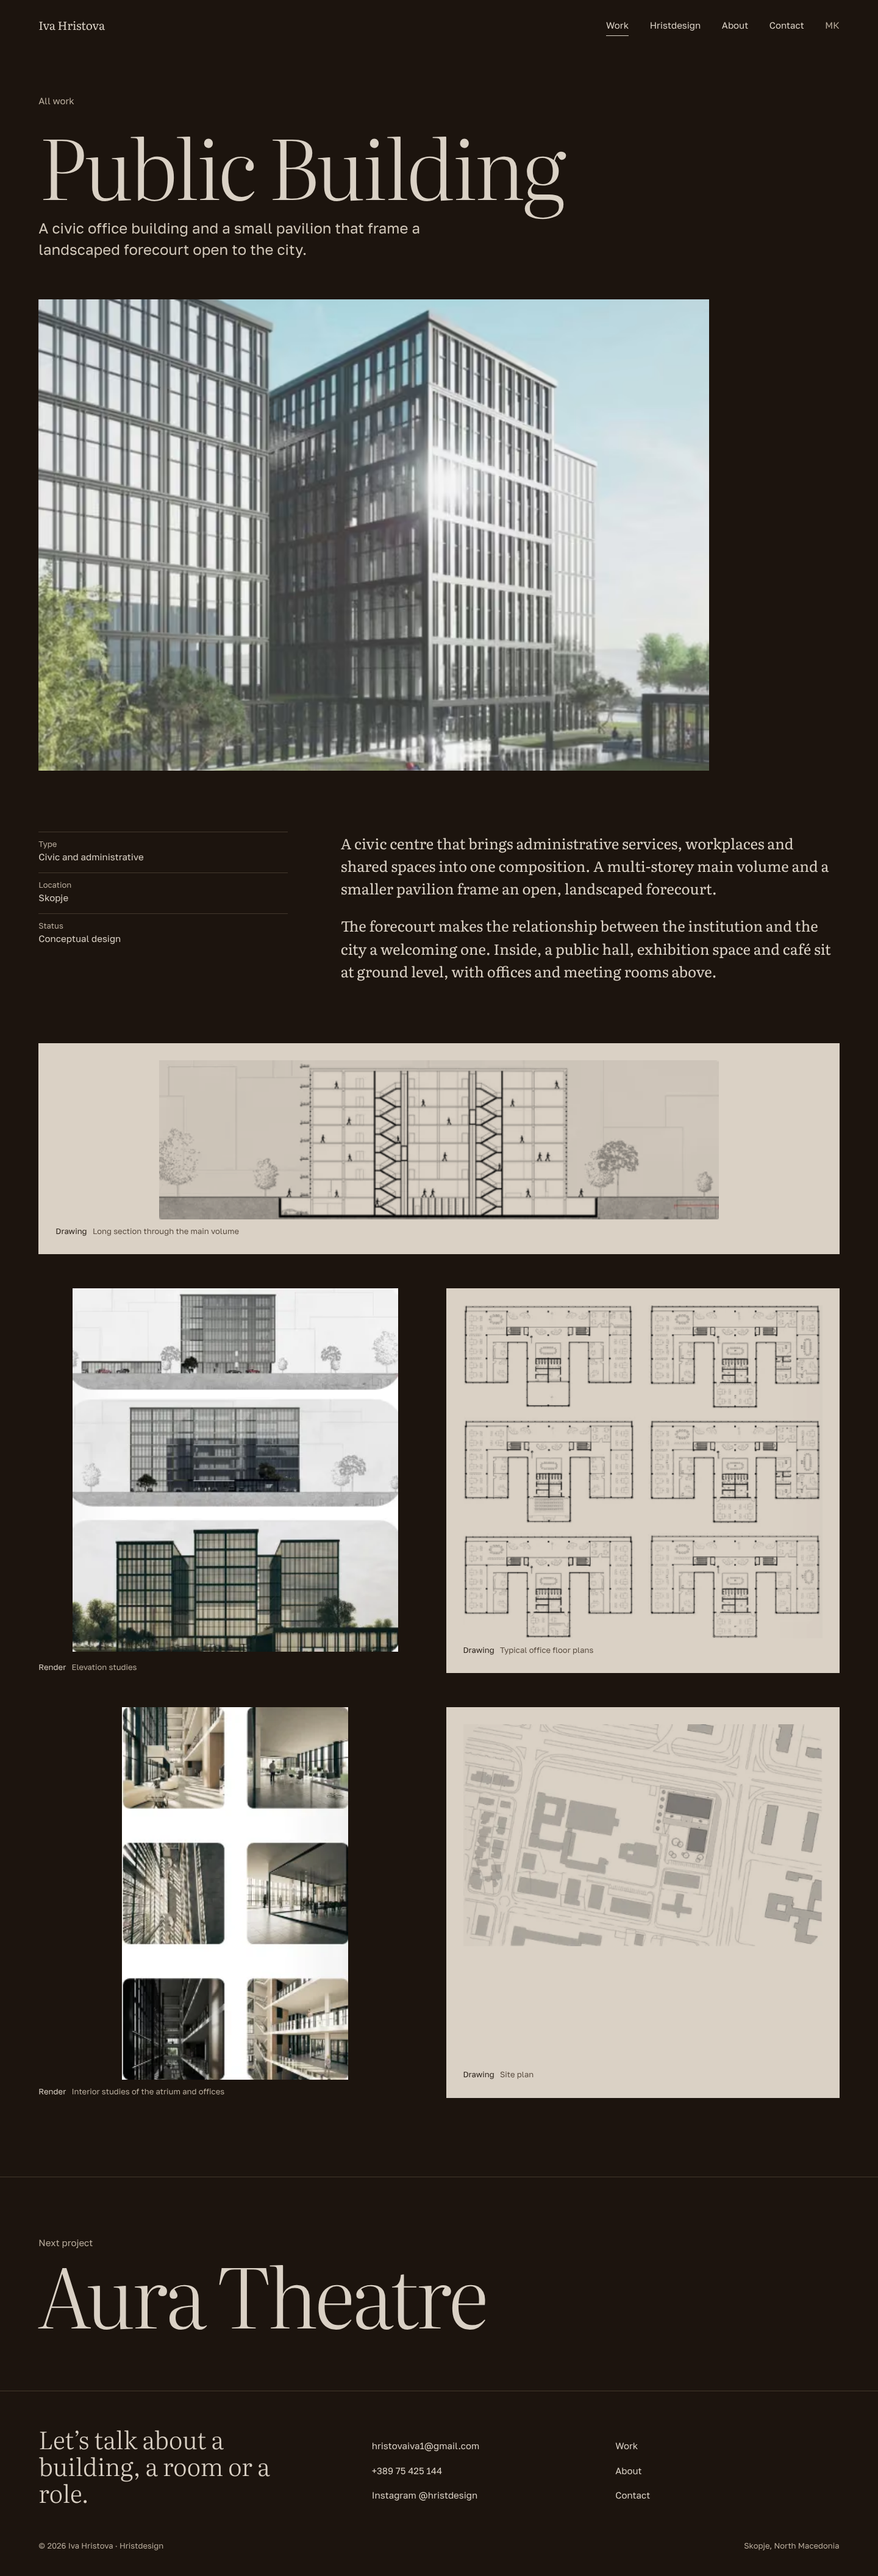 Iva Hristova
Work
Hristdesign
About
Contact
MK
All work
Public Building
A civic office building and a small pavilion that frame a
landscaped forecourt open to the city.
Type
Civic and administrative
Location
Skopje
Status
Conceptual design
A civic centre that brings administrative services, workplaces and
shared spaces into one composition. A multi-storey main volume and a
smaller pavilion frame an open, landscaped forecourt.
The forecourt makes the relationship between the institution and the
city a welcoming one. Inside, a public hall, exhibition space and café sit
at ground level, with offices and meeting rooms above.
Drawing Long section through the main volume
Render Elevation studies
Drawing Typical office floor plans
Render Interior studies of the atrium and offices
Drawing Site plan
Next project
Aura Theatre
Let’s talk about a
building, a room or a
role.
hristovaiva1@gmail.com
+389 75 425 144
Instagram @hristdesign
Work
About
Contact
© 2026 Iva Hristova · Hristdesign
Skopje, North Macedonia